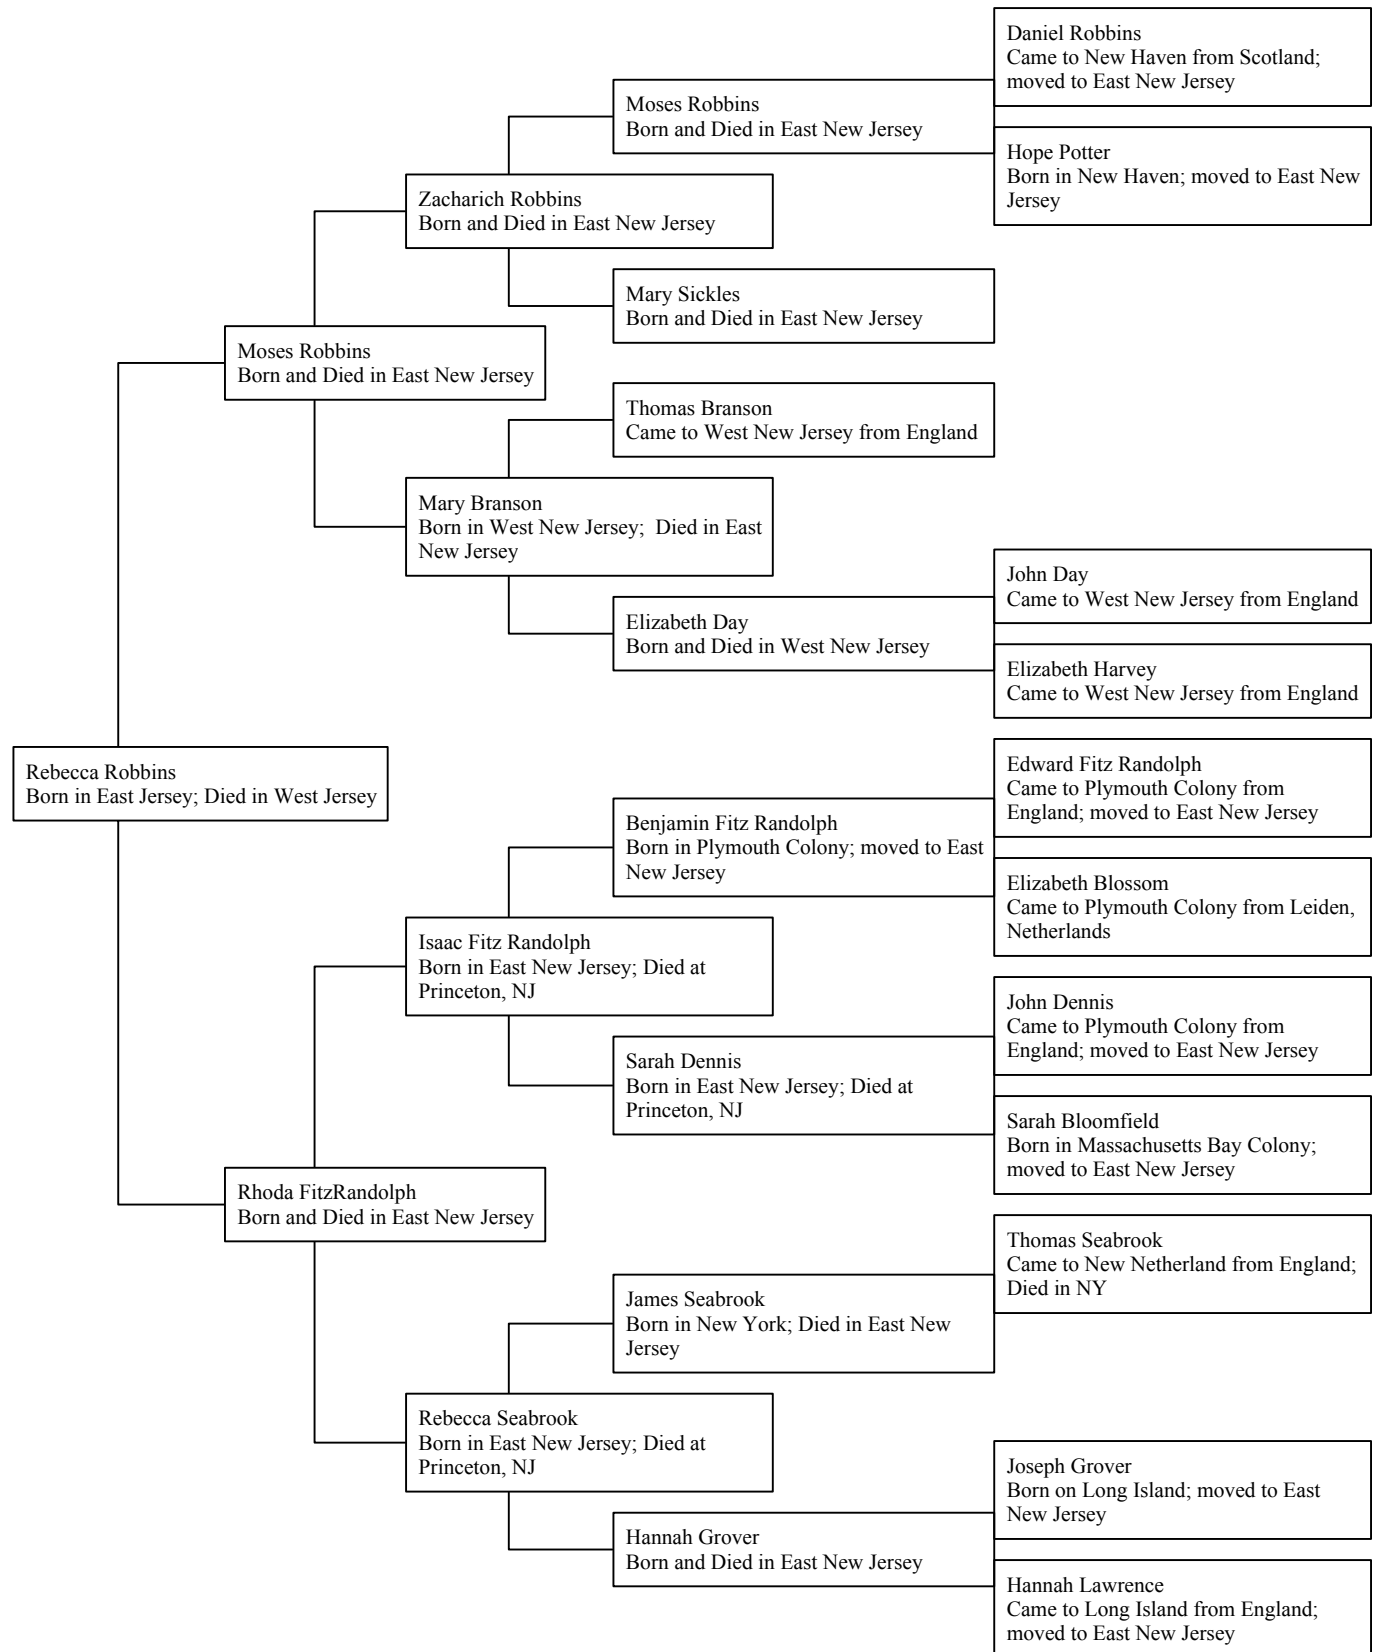 Daniel Robbins
Came to New Haven from Scotland;
moved to East New Jersey
Moses Robbins
Born and Died in East New Jersey
Hope Potter
Born in New Haven; moved to East New
Jersey
Zacharich Robbins
Born and Died in East New Jersey
Mary Sickles
Born and Died in East New Jersey
Moses Robbins
Born and Died in East New Jersey
Thomas Branson
Came to West New Jersey from England
Mary Branson
Born in West New Jersey;  Died in East
New Jersey
John Day
Came to West New Jersey from England
Elizabeth Day
Born and Died in West New Jersey
Elizabeth Harvey
Came to West New Jersey from England
Rebecca Robbins
Born in East Jersey; Died in West Jersey
Edward Fitz Randolph
Came to Plymouth Colony from
England; moved to East New Jersey
Benjamin Fitz Randolph
Born in Plymouth Colony; moved to East
New Jersey
Elizabeth Blossom
Came to Plymouth Colony from Leiden,
Netherlands
Isaac Fitz Randolph
Born in East New Jersey; Died at
Princeton, NJ
John Dennis
Came to Plymouth Colony from
England; moved to East New Jersey
Sarah Dennis
Born in East New Jersey; Died at
Princeton, NJ
Sarah Bloomfield
Born in Massachusetts Bay Colony;
moved to East New Jersey
Rhoda FitzRandolph
Born and Died in East New Jersey
Thomas Seabrook
Came to New Netherland from England;
Died in NY
James Seabrook
Born in New York; Died in East New
Jersey
Rebecca Seabrook
Born in East New Jersey; Died at
Princeton, NJ
Joseph Grover
Born on Long Island; moved to East
New Jersey
Hannah Grover
Born and Died in East New Jersey
Hannah Lawrence
Came to Long Island from England;
moved to East New Jersey